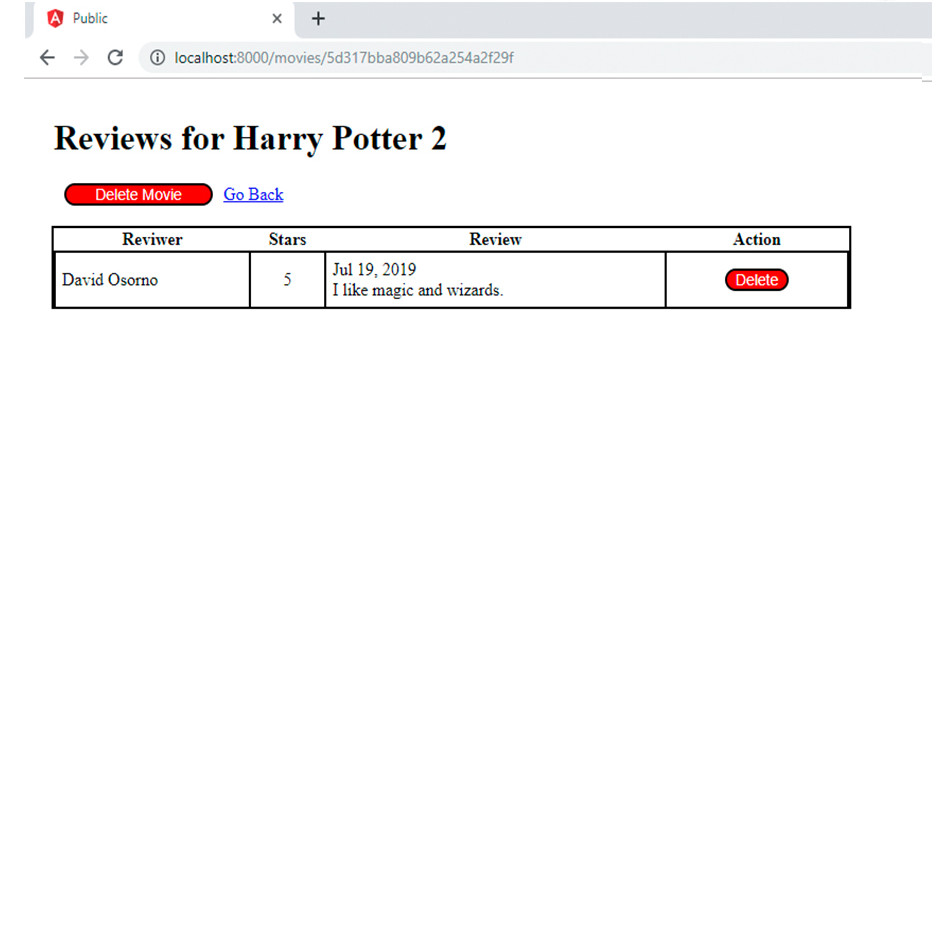 Public
localhost:8000/movies/5d317bba809b62a254a2f29f
Reviews for Harry Potter 2
Delete Movie Go Back
Reviwer Stars Review Action
David Osorno 5 Jul 19, 2019
I like magic and wizards.
Delete